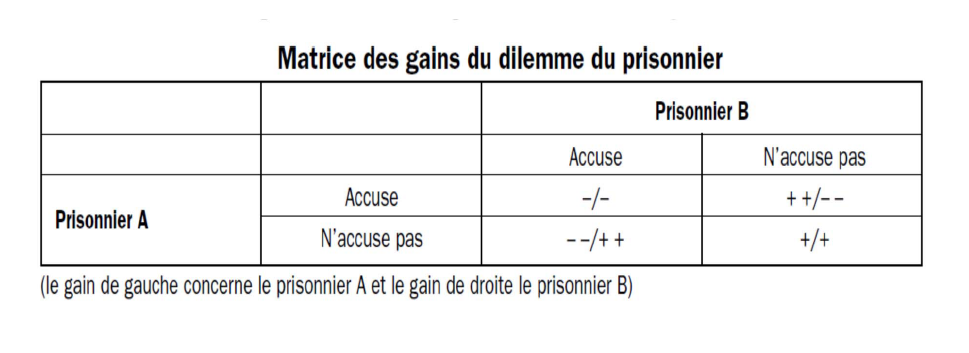 Matrice des gains du dilemme du prisonnier
Prisonnier B
Accuse N'accuse pas
Prisonnier A
Accuse –/– + +/– –
N'accuse pas – –/+ + +/+
(le gain de gauche concerne le prisonnier A et le gain de droite le prisonnier B)